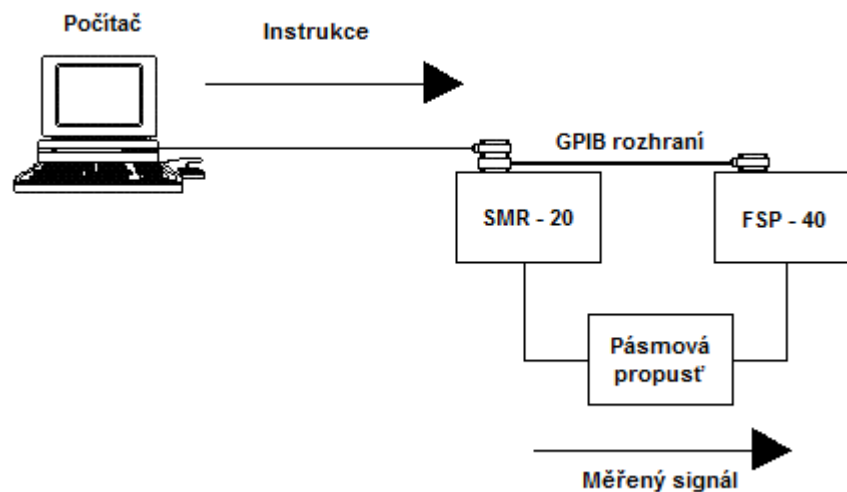 Počítač
Instrukce
GPIB rozhraní
SMR - 20
FSP - 40
Pásmová
propusť
Měřený signál